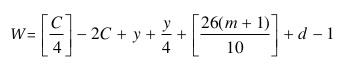 W= [C/4] − 2C + y + y/4 + [26(m + 1)/10] + d − 1